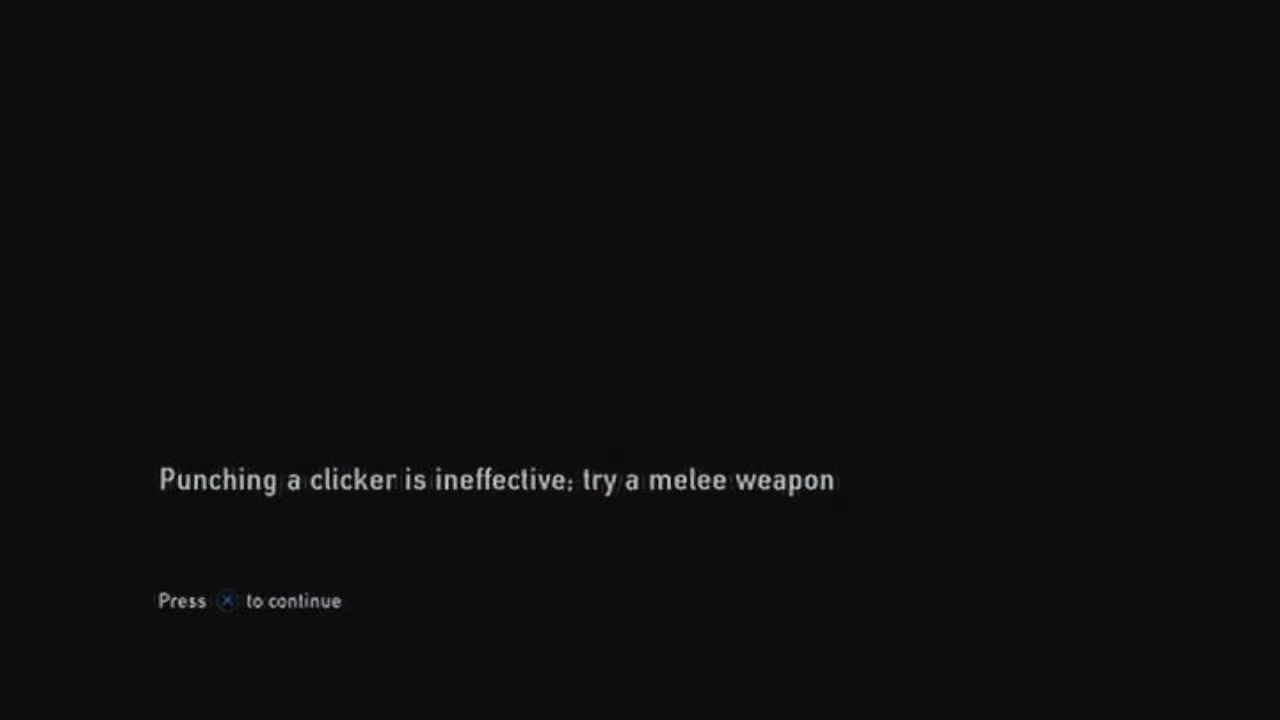 Punching a clicker is ineffective; try a melee weapon
Press ⓧ to continue